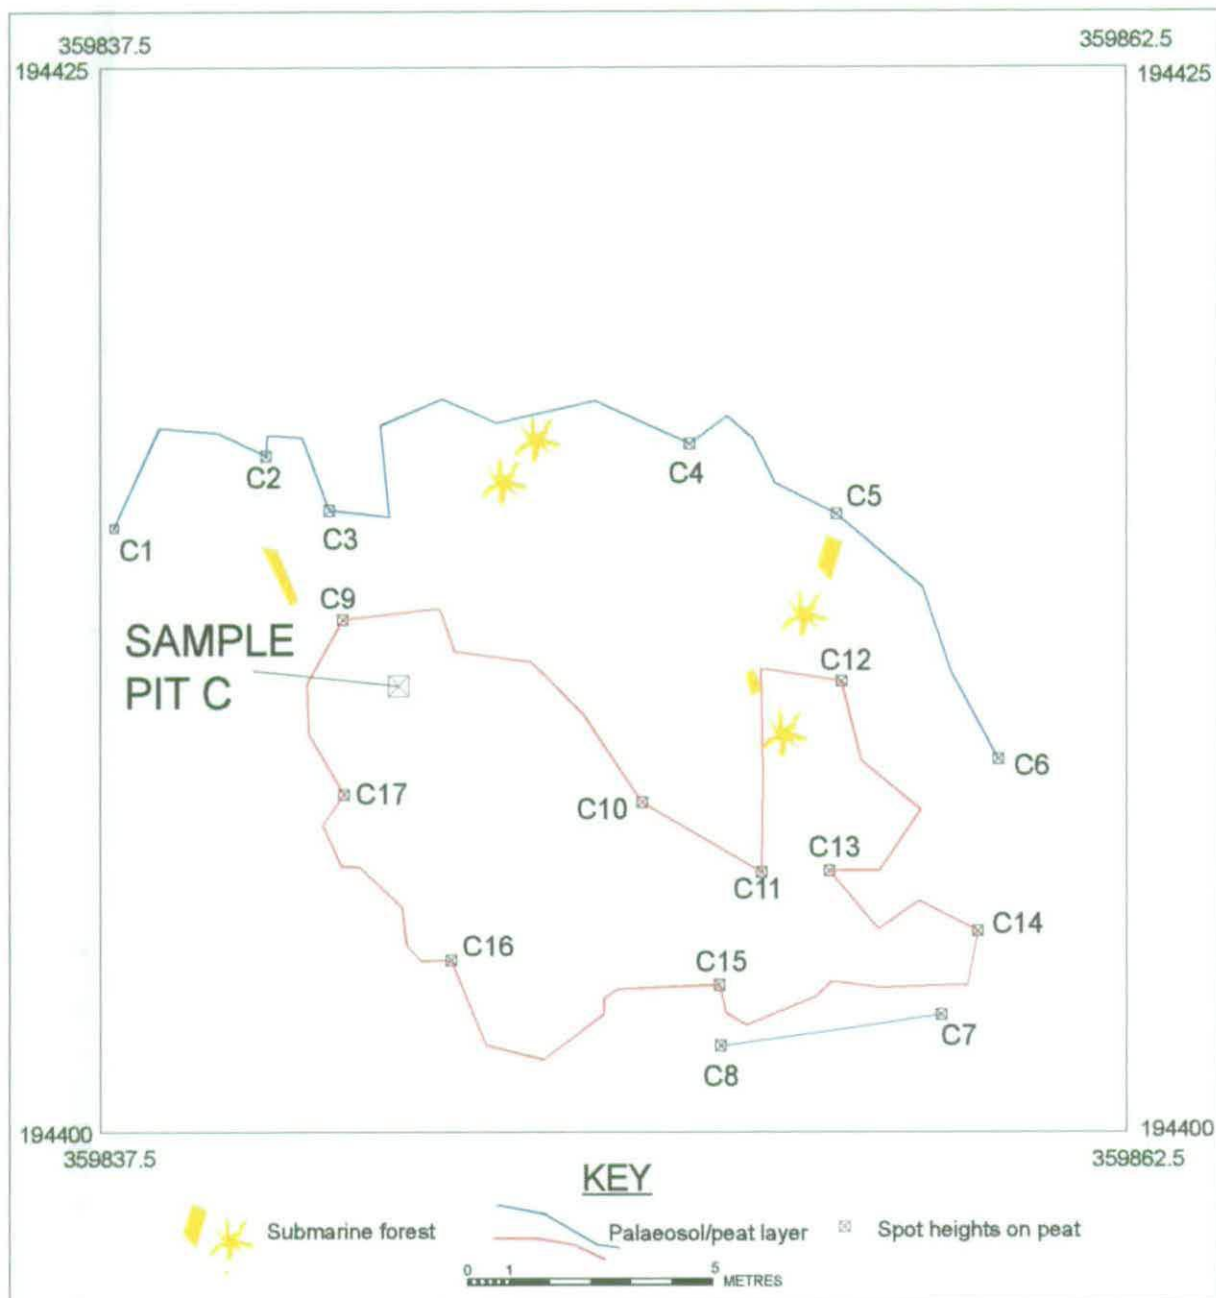 359837.5
359862.5
194425
194425
C4
C2
C5
C3
C1
C9
SAMPLE
PIT C
C12
C6
C17
C10
C13
C11
C14
C16
C15
C7
C8
194400
194400
359837.5
359862.5
KEY
Submarine forest
Palaeosol/peat layer
Spot heights on peat
0 1 5
METRES